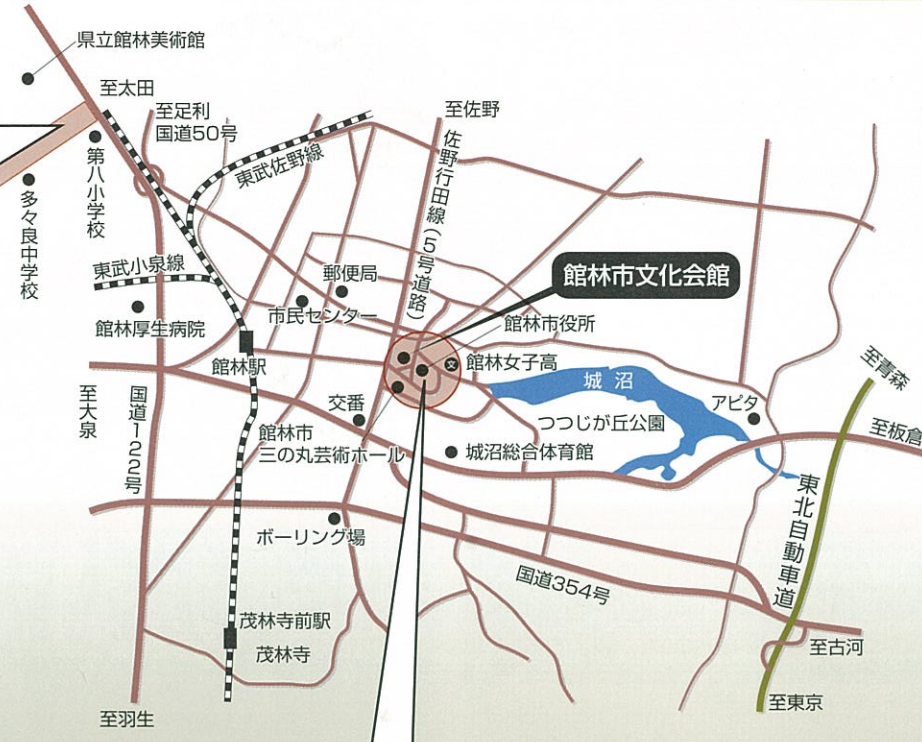 県立館林美術館
至太田
至足利
国道50号
至佐野
東武佐野線
佐野行田線(5号道路)
第八小学校
多々良中学校
東武小泉線
館林厚生病院
郵便局
市民センター
館林市文化会館
館林市役所
館林駅
文
館林女子高
城沼
至青森
至大泉
国道122号
交番
館林市
三の丸芸術ホール
つつじが丘公園
アピタ
至板倉
城沼総合体育館
東北自動車道
ボーリング場
国道354号
茂林寺前駅
茂林寺
至古河
至東京
至羽生